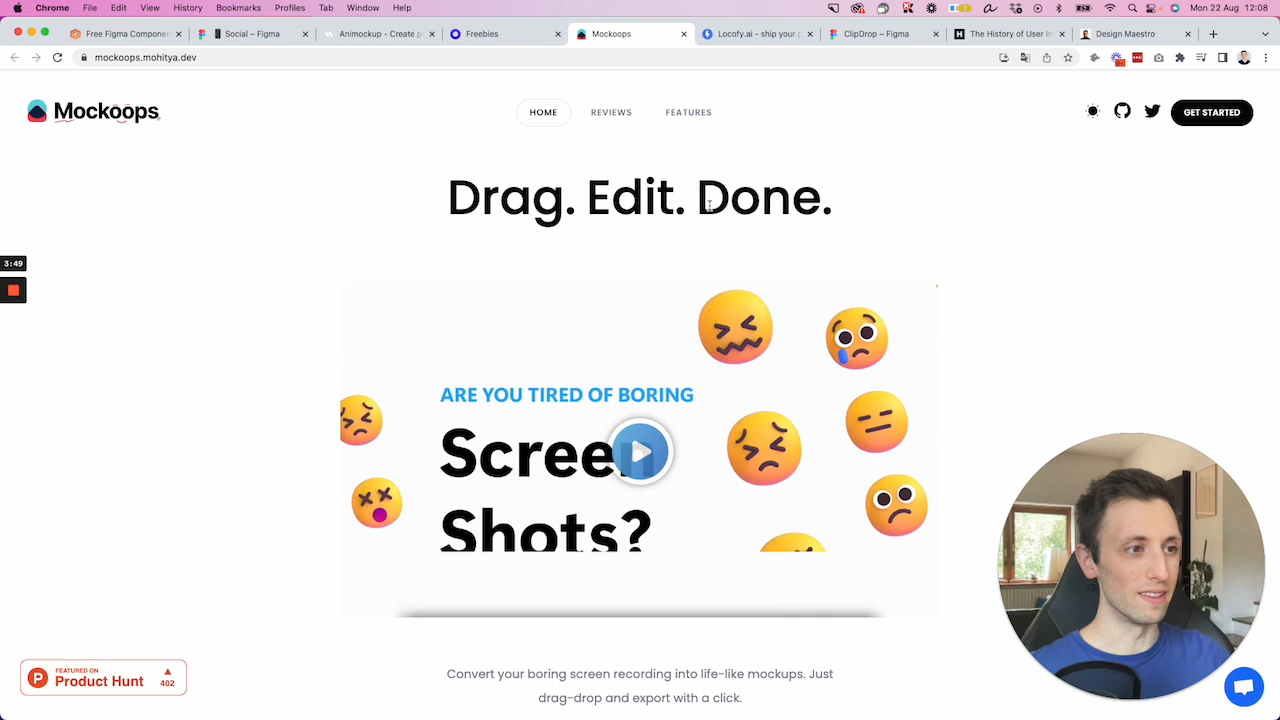 Chrome File Edit View History Bookmarks Profiles Tab Window Help Mon 22 Aug 12:08
Free Figma Componen Social – Figma Animockup - Create p Freebies Mockoops Locofy.ai - ship your p ClipDrop – Figma The History of User In Design Maestro
mockoops.mohitya.dev
Mockoops HOME REVIEWS FEATURES GET STARTED
Drag. Edit. Done.
3:49
ARE YOU TIRED OF BORING
Screen
Shots?
FEATURED ON
Product Hunt 402
Convert your boring screen recording into life-like mockups. Just
drag-drop and export with a click.